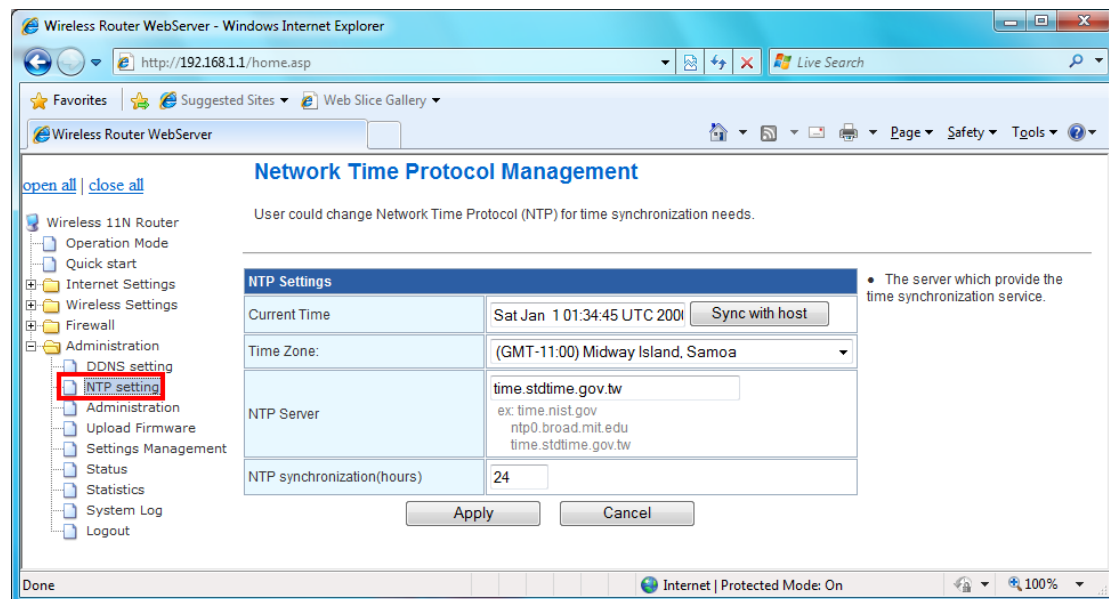 Wireless Router WebServer - Windows Internet Explorer
http://192.168.1.1/home.asp
Live Search
Favorites
Suggested Sites
Web Slice Gallery
Wireless Router WebServer
Page
Safety
Tools
open all | close all
Wireless 11N Router
Operation Mode
Quick start
Internet Settings
Wireless Settings
Firewall
Administration
DDNS setting
NTP setting
Administration
Upload Firmware
Settings Management
Status
Statistics
System Log
Logout
Network Time Protocol Management
User could change Network Time Protocol (NTP) for time synchronization needs.
NTP Settings
Current Time
Sat Jan 1 01:34:45 UTC 200
Sync with host
Time Zone:
(GMT-11:00) Midway Island, Samoa
NTP Server
time.stdtime.gov.tw
ex: time.nist.gov
ntp0.broad.mit.edu
time.stdtime.gov.tw
NTP synchronization(hours)
24
Apply
Cancel
• The server which provide the
time synchronization service.
Done
Internet | Protected Mode: On
100%